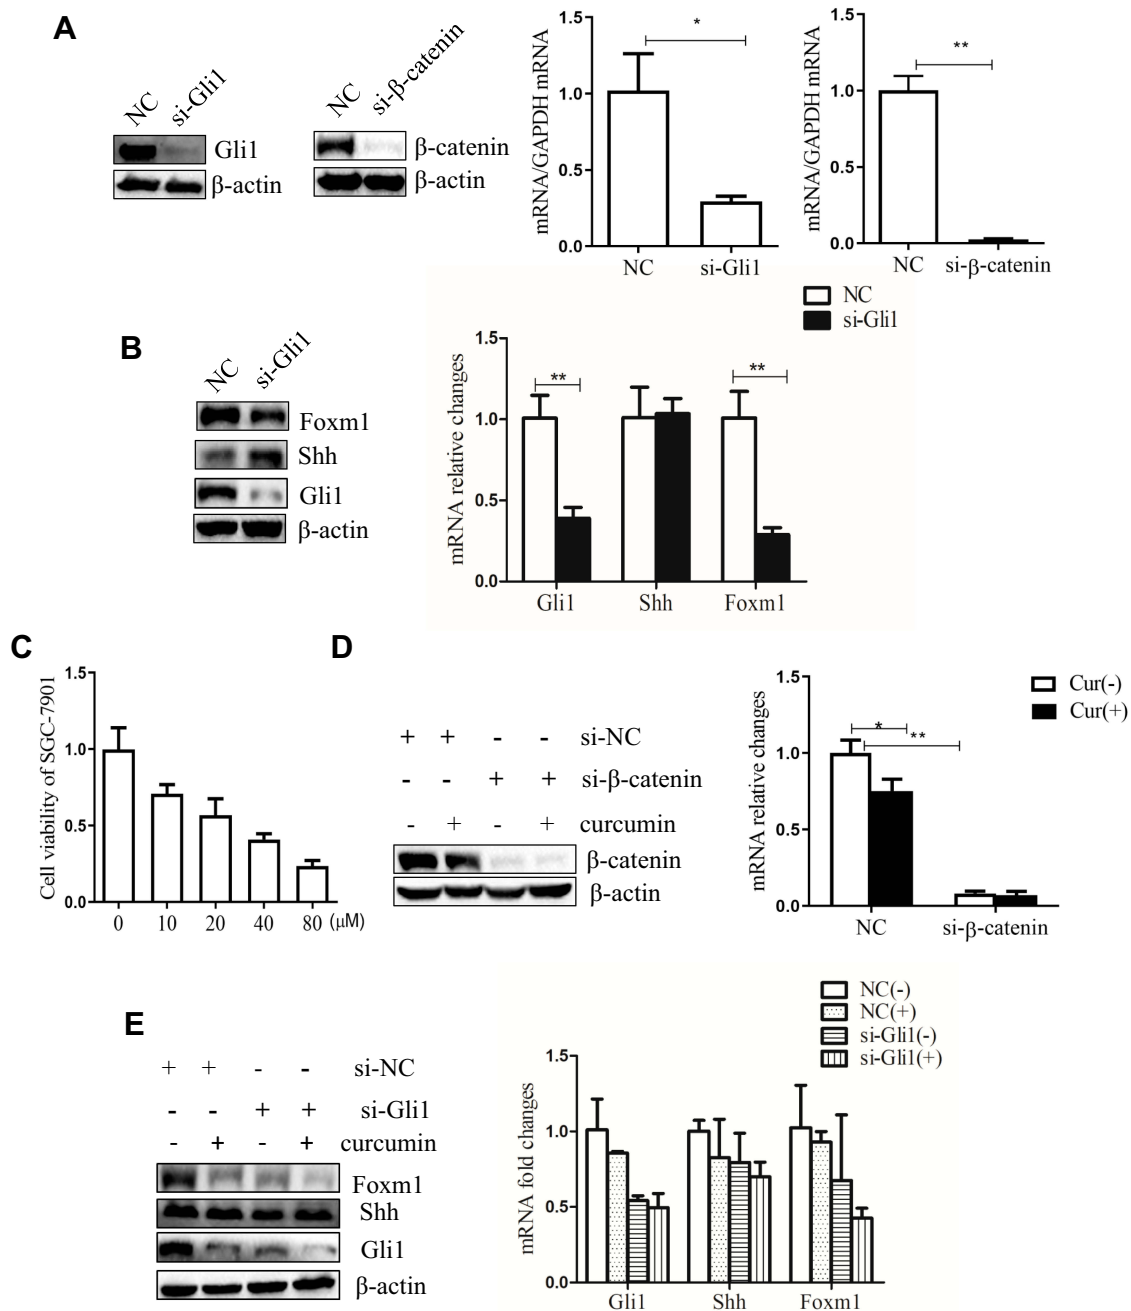 A
NC
si-Gli1
Gli1
β-actin
NC
si-β-catenin
β-catenin
β-actin
mRNA/GAPDH mRNA
1.5
1.0
0.5
0.0
*
NC
si-Gli1
mRNA/GAPDH mRNA
1.5
1.0
0.5
0.0
**
NC
si-β-catenin
B
NC
si-Gli1
Foxm1
Shh
Gli1
β-actin
NC
si-Gli1
mRNA relative changes
1.5
1.0
0.5
0.0
**
**
Gli1
Shh
Foxm1
C
Cell viability of SGC-7901
1.5
1.0
0.5
0.0
0 10 20 40 80 (μM)
D
+ + - - si-NC
- - + + si-β-catenin
- + - + curcumin
β-catenin
β-actin
Cur(-)
Cur(+)
mRNA relative changes
1.5
1.0
0.5
0.0
*
**
NC
si-β-catenin
E
+ + - - si-NC
- - + + si-Gli1
- + - + curcumin
Foxm1
Shh
Gli1
β-actin
NC(-)
NC(+)
si-Gli1(-)
si-Gli1(+)
mRNA fold changes
1.5
1.0
0.5
0.0
Gli1
Shh
Foxm1